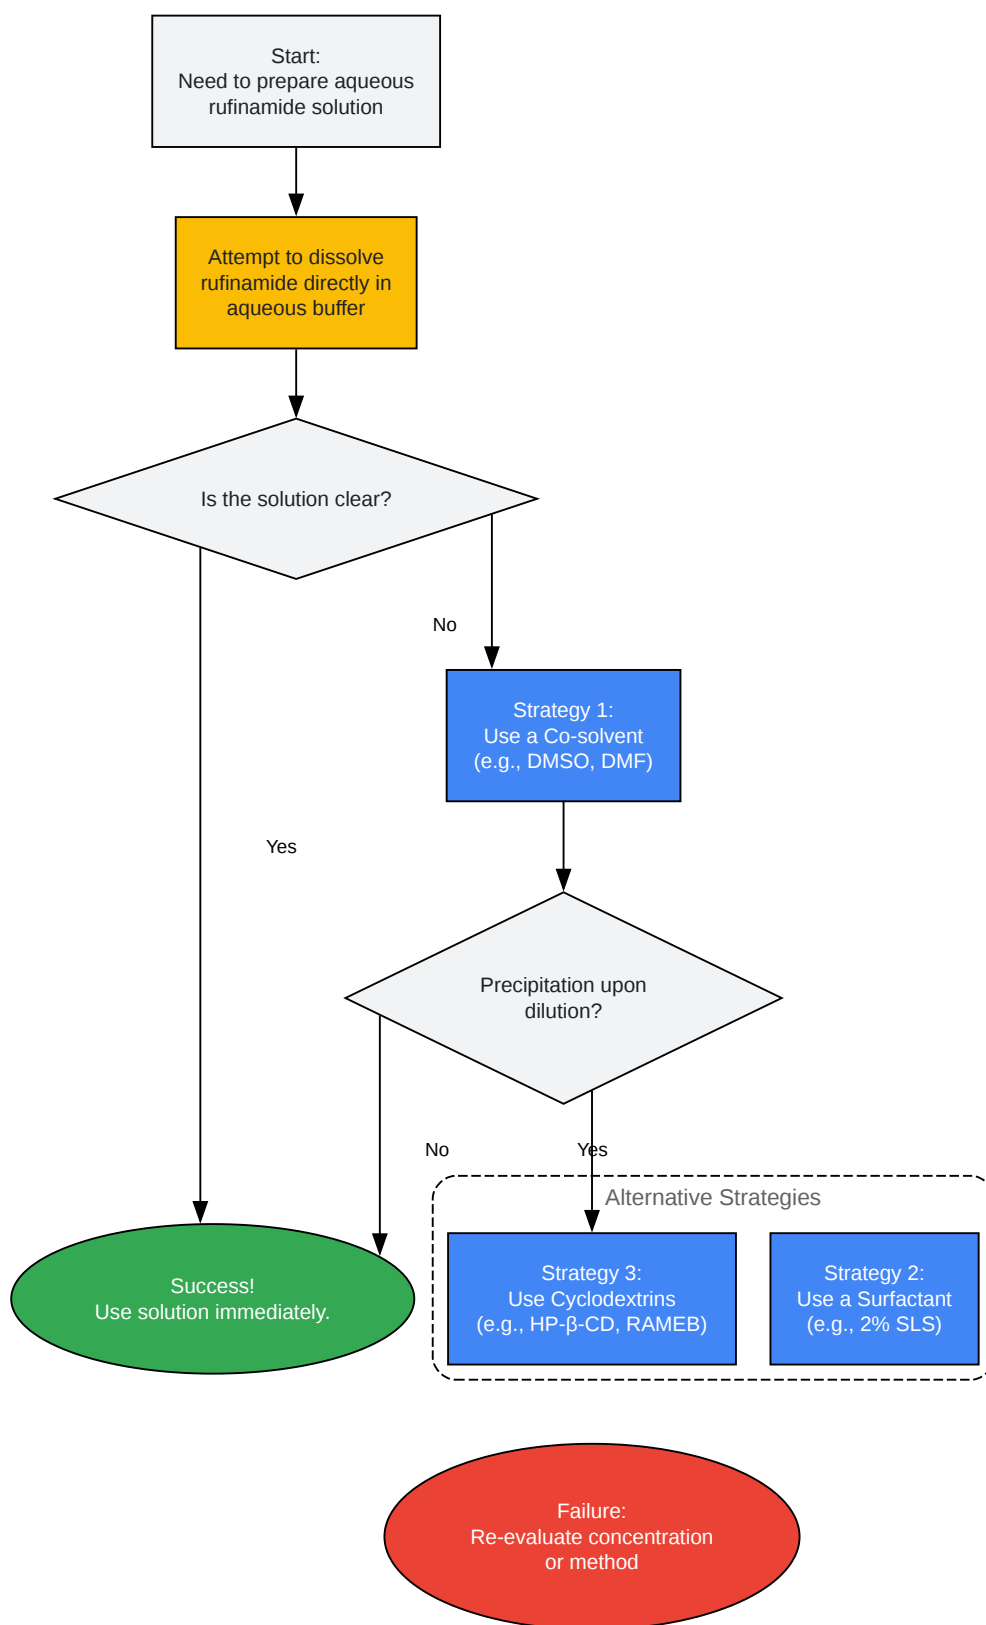 Start:
Need to prepare aqueous
rufinamide solution
Attempt to dissolve
rufinamide directly in
aqueous buffer
Is the solution clear?
No
Strategy 1:
Use a Co-solvent
(e.g., DMSO, DMF)
Yes
Precipitation upon
dilution?
No
Yes
Alternative Strategies
Success!
Use solution immediately.
Strategy 3:
Use Cyclodextrins
(e.g., HP-β-CD, RAMEB)
Strategy 2:
Use a Surfactant
(e.g., 2% SLS)
Failure:
Re-evaluate concentration
or method